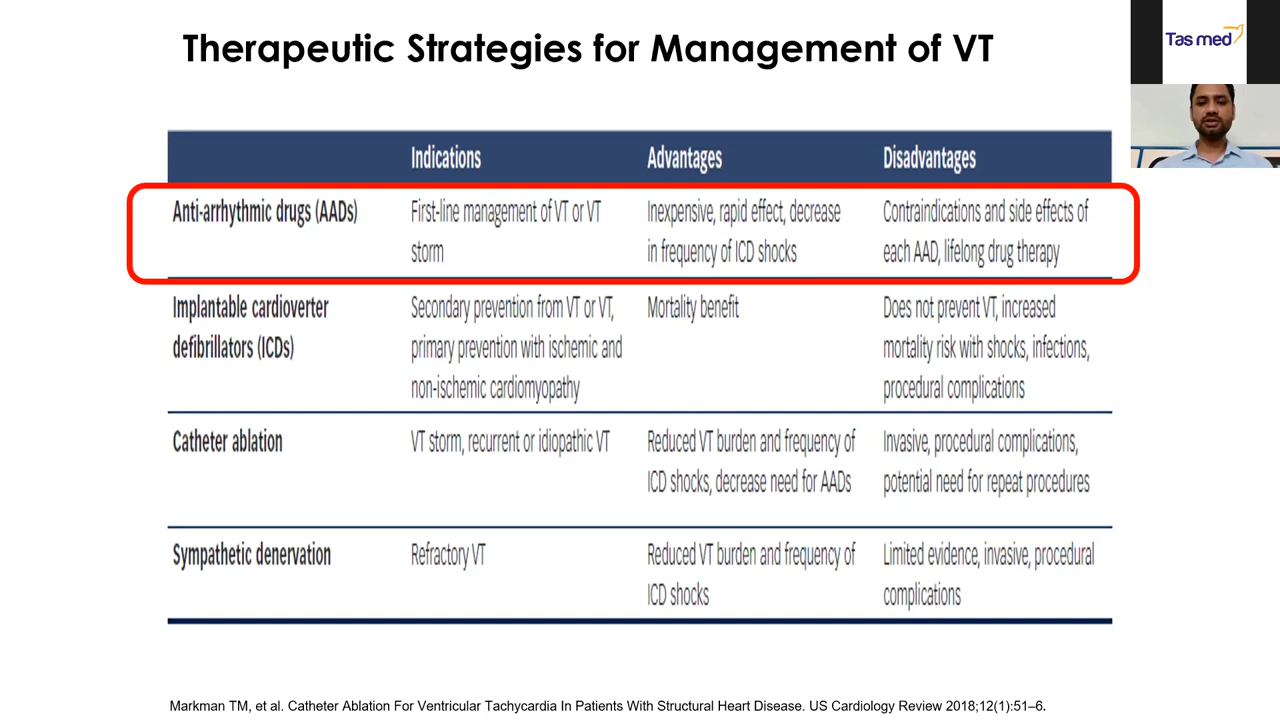 Therapeutic Strategies for Management of VT
Tas med
Indications Advantages Disadvantages
Anti-arrhythmic drugs (AADs) First-line management of VT or VT Inexpensive, rapid effect, decrease Contraindications and side effects of
storm in frequency of ICD shocks each AAD, lifelong drug therapy
Implantable cardioverter Secondary prevention from VT or VT, Mortality benefit Does not prevent VT, increased
defibrillators (ICDs) primary prevention with ischemic and mortality risk with shocks, infections,
non-ischemic cardiomyopathy procedural complications
Catheter ablation VT storm, recurrent or idiopathic VT Reduced VT burden and frequency of Invasive, procedural complications,
ICD shocks, decrease need for AADs potential need for repeat procedures
Sympathetic denervation Refractory VT Reduced VT burden and frequency of Limited evidence, invasive, procedural
ICD shocks complications
Markman TM, et al. Catheter Ablation For Ventricular Tachycardia In Patients With Structural Heart Disease. US Cardiology Review 2018;12(1):51–6.